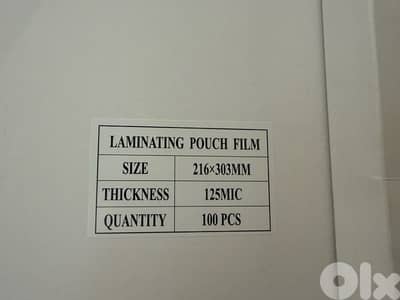 LAMINATING POUCH FILM
SIZE 216×303MM
THICKNESS 125MIC
QUANTITY 100 PCS
OLX